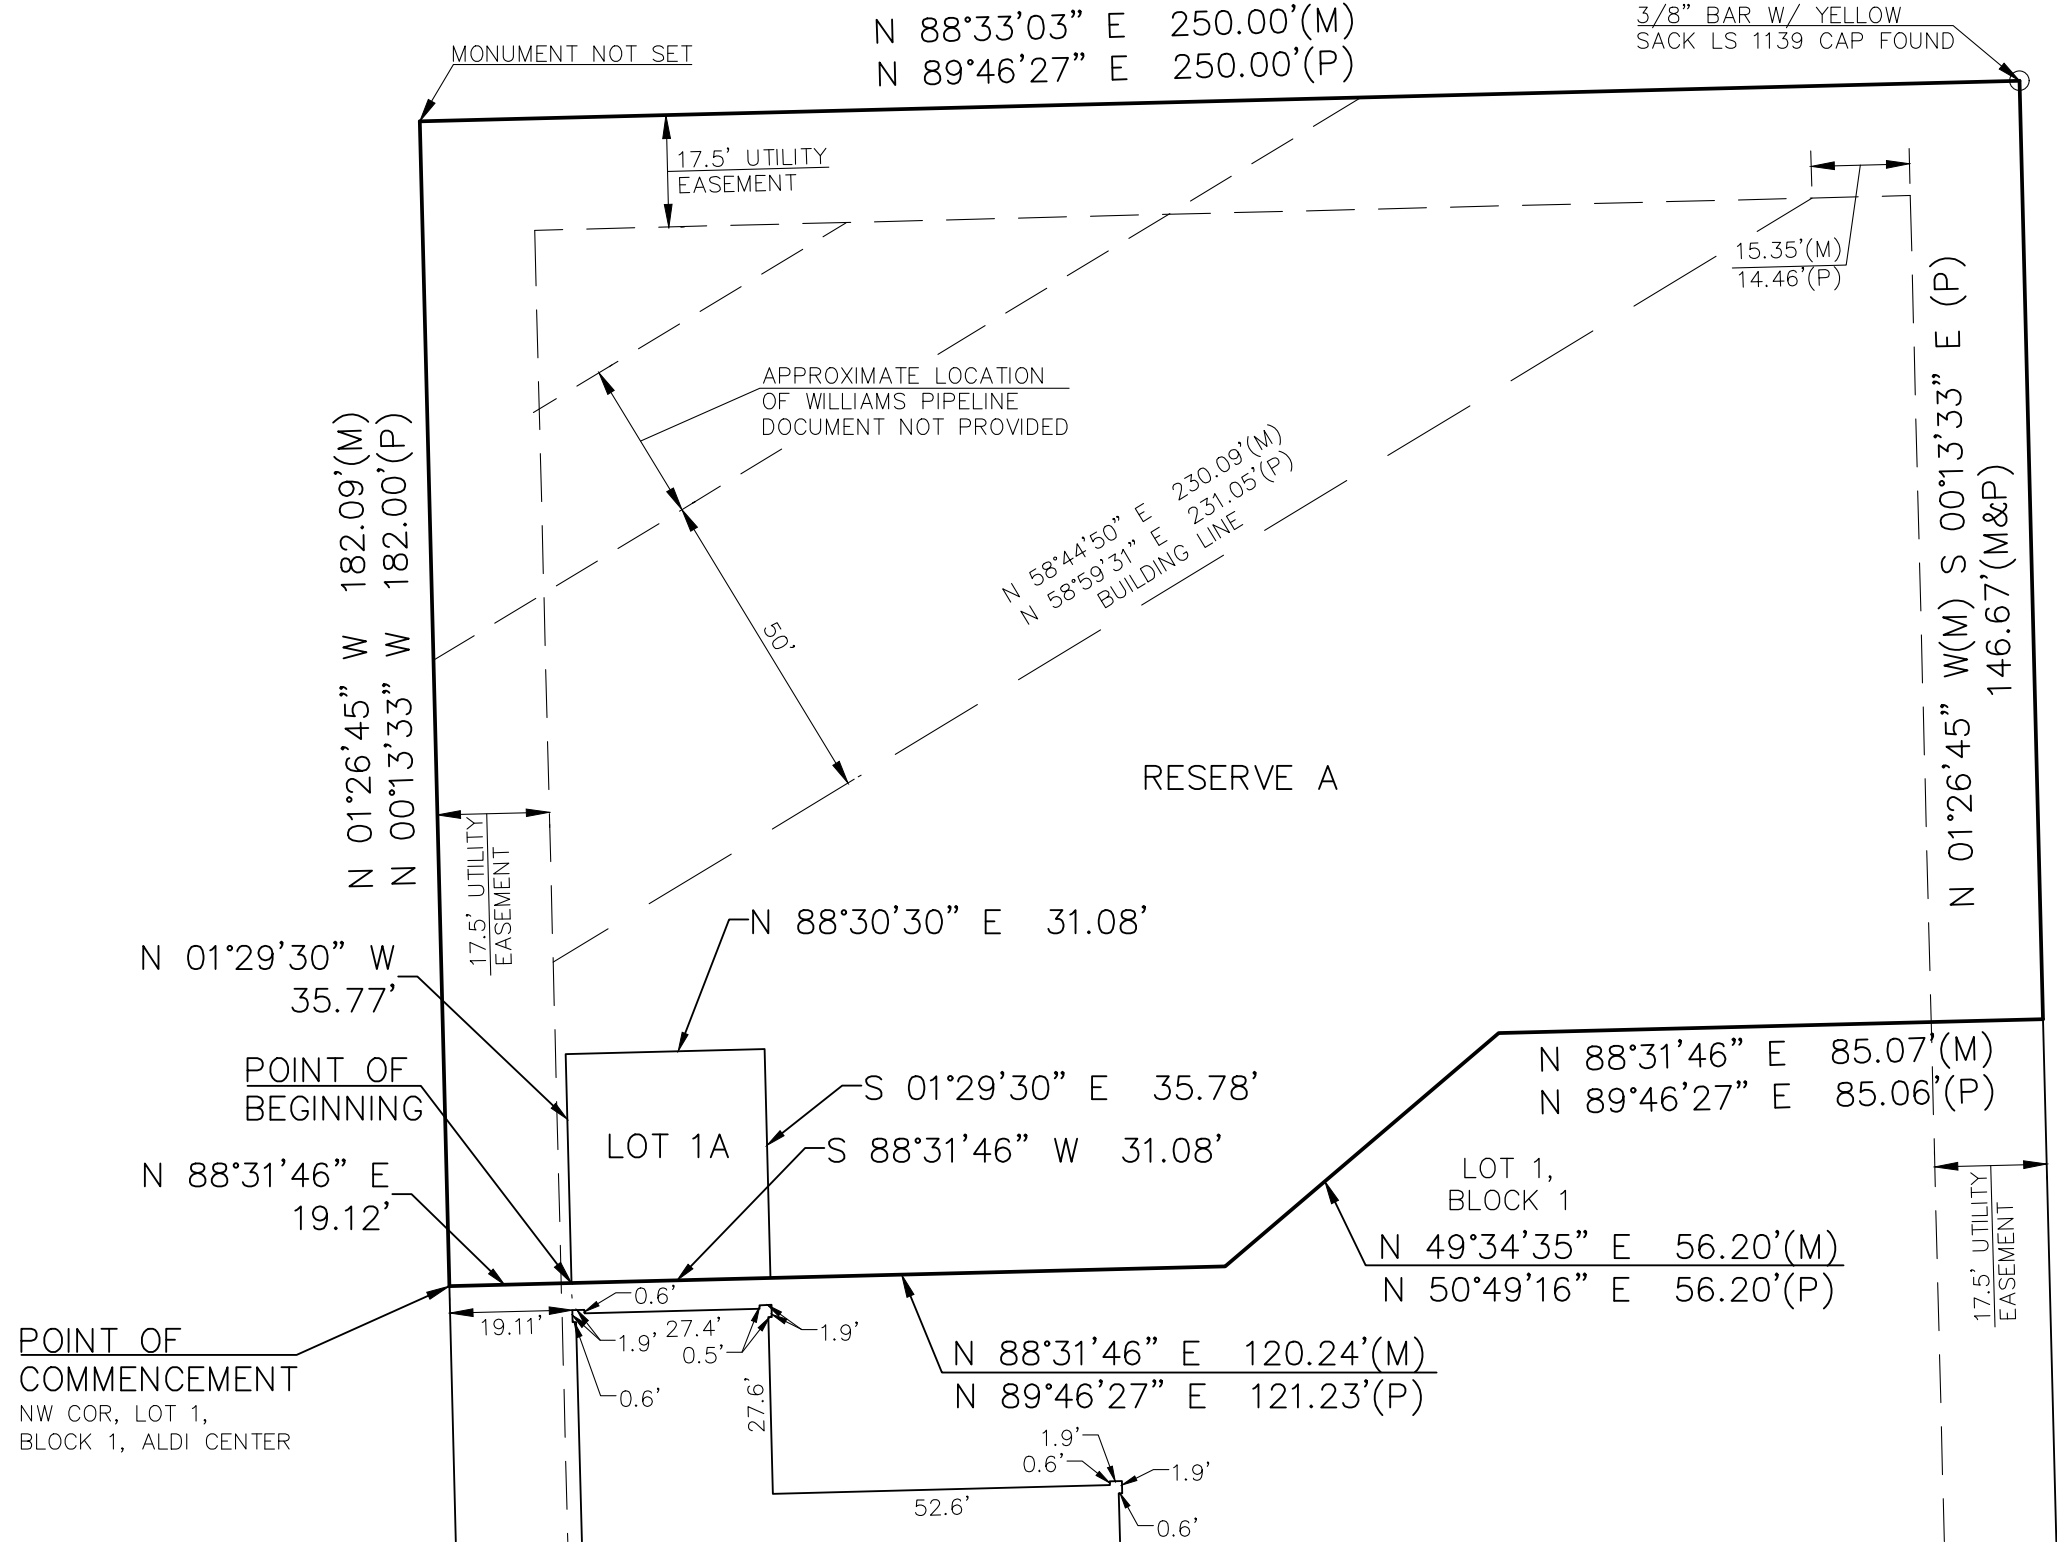 N 88°33'03" E 250.00'(M)
N 89°46'27" E 250.00'(P)
3/8" BAR W/ YELLOW
SACK LS 1139 CAP FOUND
MONUMENT NOT SET
17.5' UTILITY
EASEMENT
15.35'(M)
14.46'(P)
APPROXIMATE LOCATION
OF WILLIAMS PIPELINE
DOCUMENT NOT PROVIDED
N 01°26'45" W 182.09'(M)
N 00°13'33" W 182.00'(P)
N 58°44'50" E 230.09'(M)
N 58°59'31" E 231.05'(P)
BUILDING LINE
50'
N 01°26'45" W(M) S 00°13'33" E (P)
146.67'(M&P)
RESERVE A
17.5' UTILITY
EASEMENT
N 88°30'30" E 31.08'
N 01°29'30" W
35.77'
POINT OF
BEGINNING
S 01°29'30" E 35.78'
LOT 1A
S 88°31'46" W 31.08'
N 88°31'46" E
19.12'
N 88°31'46" E 85.07'(M)
N 89°46'27" E 85.06'(P)
LOT 1,
BLOCK 1
N 49°34'35" E 56.20'(M)
N 50°49'16" E 56.20'(P)
17.5' UTILITY
EASEMENT
0.6'
19.11'
1.9'
27.4'
0.5'
1.9'
0.6'
27.6'
POINT OF
COMMENCEMENT
NW COR, LOT 1,
BLOCK 1, ALDI CENTER
N 88°31'46" E 120.24'(M)
N 89°46'27" E 121.23'(P)
1.9'
0.6'
1.9'
52.6'
0.6'